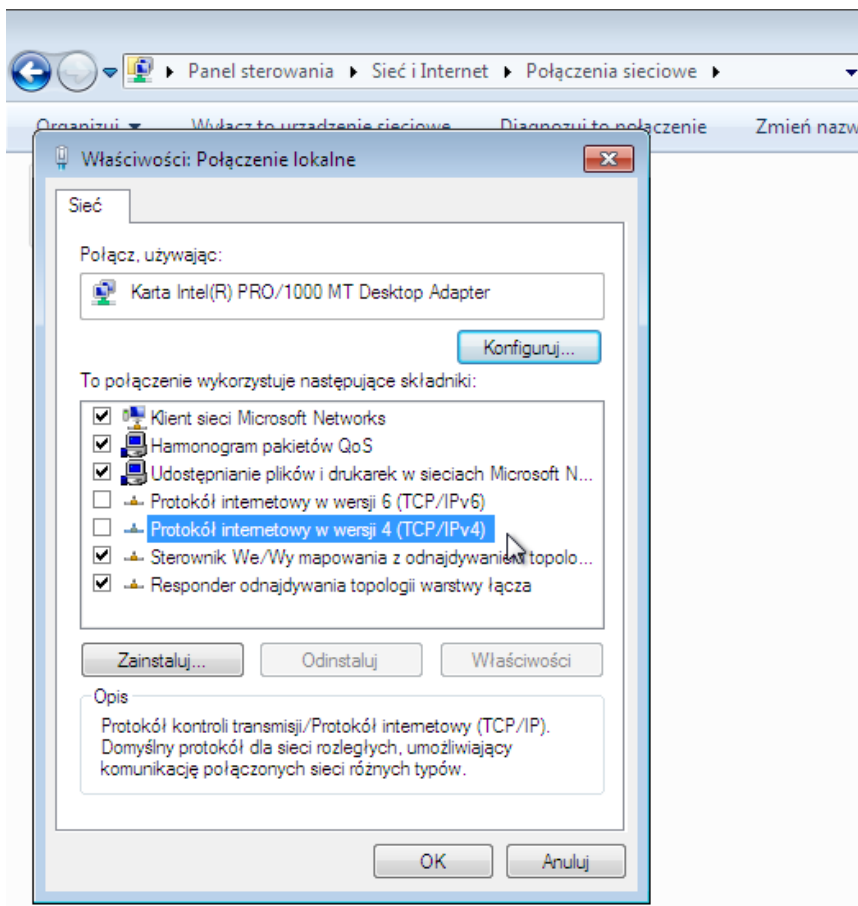 Panel sterowania Sieć i Internet Połączenia sieciowe
Organizuj Wyłącz to urządzenie sieciowe Diagnozuj to połączenie Zmień nazw
Właściwości: Połączenie lokalne
Sieć
Połącz, używając:
Karta Intel(R) PRO/1000 MT Desktop Adapter
Konfiguruj...
To połączenie wykorzystuje następujące składniki:
Klient sieci Microsoft Networks
Harmonogram pakietów QoS
Udostępnianie plików i drukarek w sieciach Microsoft N...
Protokół internetowy w wersji 6 (TCP/IPv6)
Protokół internetowy w wersji 4 (TCP/IPv4)
Sterownik We/Wy mapowania z odnajdywaniem topolo...
Responder odnajdywania topologii warstwy łącza
Zainstaluj... Odinstaluj Właściwości
Opis
Protokół kontroli transmisji/Protokół internetowy (TCP/IP).
Domyślny protokół dla sieci rozległych, umożliwiający
komunikację połączonych sieci różnych typów.
OK Anuluj